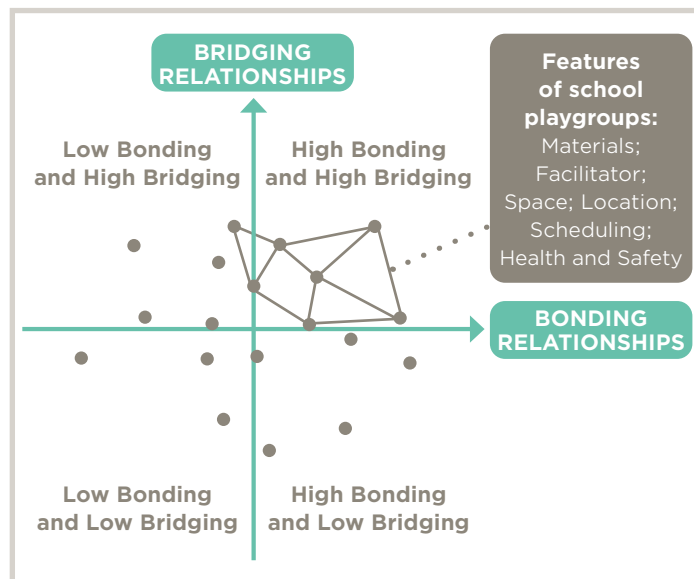 BRIDGING
RELATIONSHIPS
Features
of school
playgroups:
Materials;
Facilitator;
Space; Location;
Scheduling;
Health and Safety
Low Bonding
and High Bridging
High Bonding
and High Bridging
BONDING
RELATIONSHIPS
Low Bonding
and Low Bridging
High Bonding
and Low Bridging